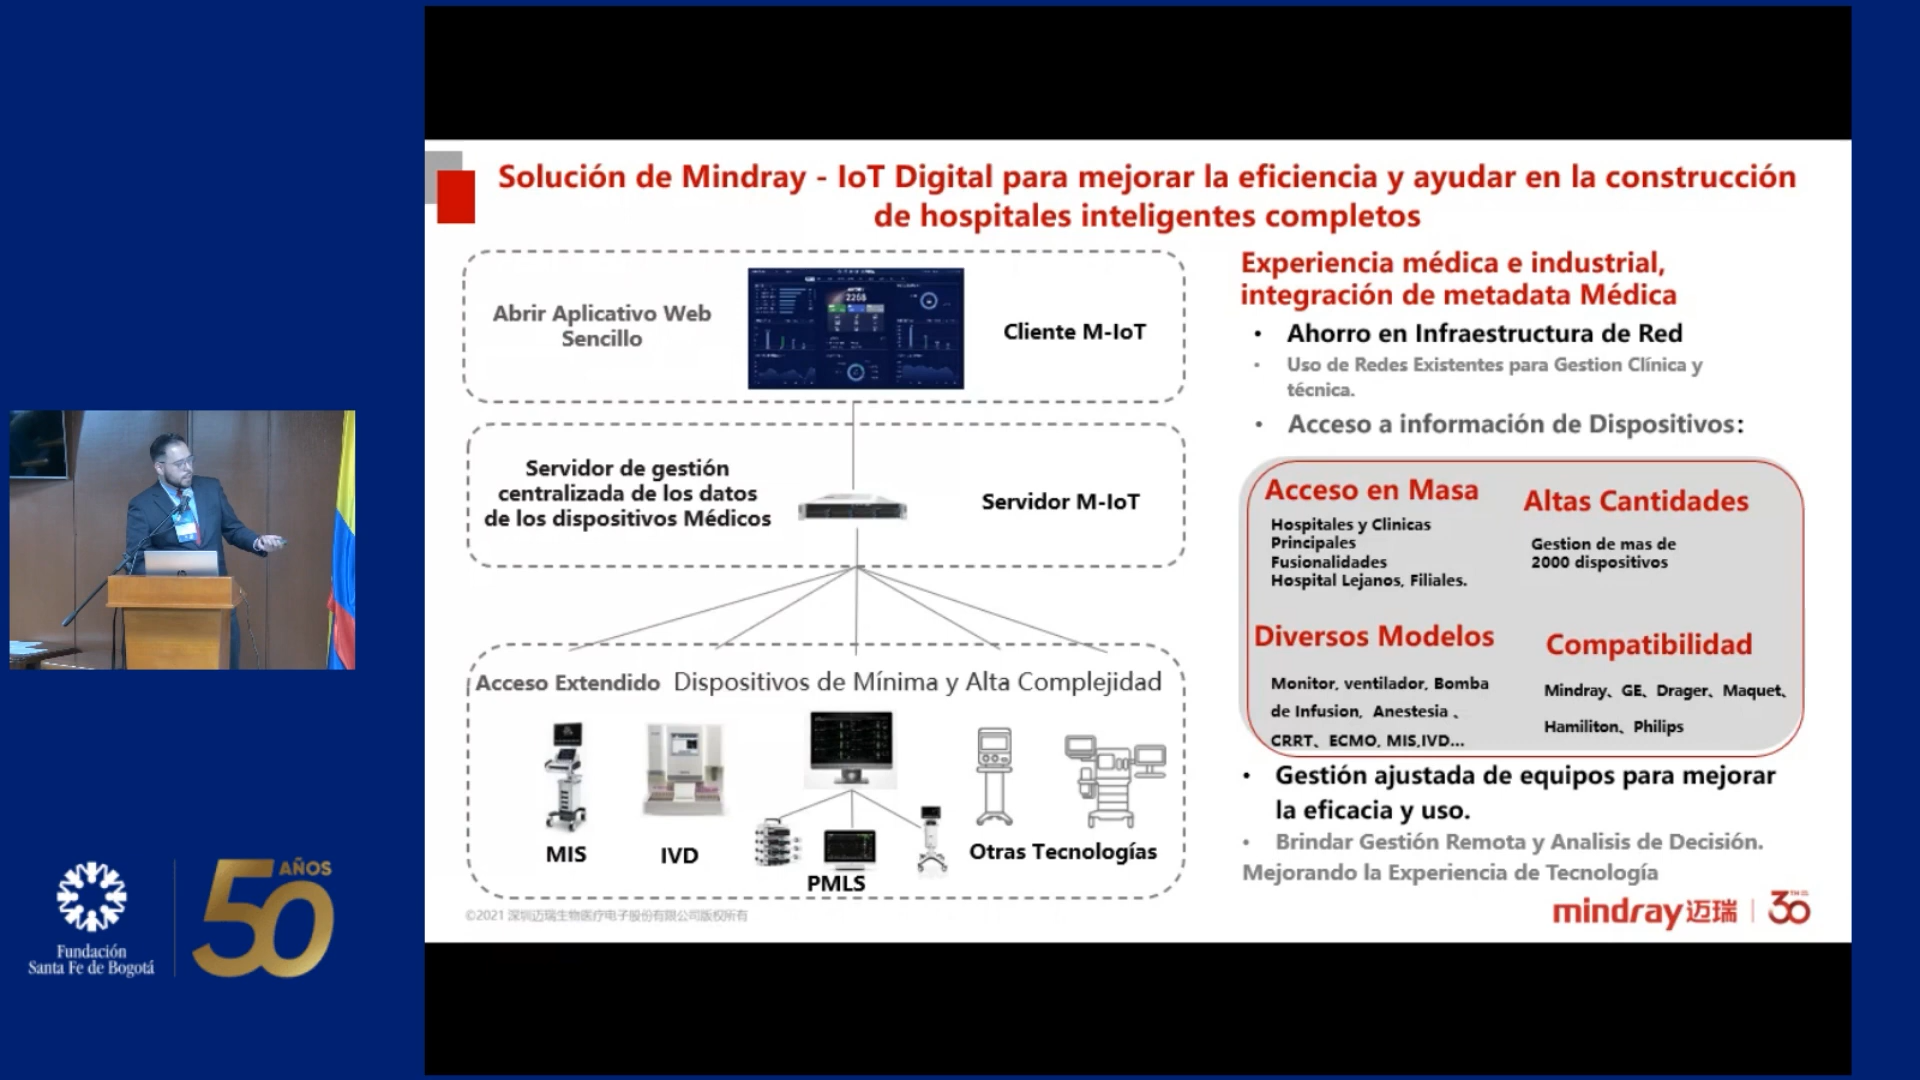 Solución de Mindray - IoT Digital para mejorar la eficiencia y ayudar en la construcción
de hospitales inteligentes completos
Abrir Aplicativo Web
Sencillo
2268
Cliente M-IoT
Servidor de gestión
centralizada de los datos
de los dispositivos Médicos
Servidor M-IoT
Acceso Extendido Dispositivos de Mínima y Alta Complejidad
MIS
IVD
PMLS
Otras Tecnologías
©2021 深圳迈瑞生物医疗电子股份有限公司版权所有
Experiencia médica e industrial,
integración de metadata Médica
• Ahorro en Infraestructura de Red
• Uso de Redes Existentes para Gestion Clínica y
técnica.
• Acceso a información de Dispositivos：
Acceso en Masa
Hospitales y Clinicas
Principales
Fusionalidades
Hospital Lejanos, Filiales.
Altas Cantidades
Gestion de mas de
2000 dispositivos
Diversos Modelos
Monitor, ventilador, Bomba
de Infusion, Anestesia 、
CRRT、ECMO, MIS,IVD...
Compatibilidad
Mindray、GE、Drager、Maquet、
Hamiliton、Philips
• Gestión ajustada de equipos para mejorar
la eficacia y uso.
• Brindar Gestión Remota y Analisis de Decisión.
Mejorando la Experiencia de Tecnología
mindray迈瑞 | 30TH
Fundación
Santa Fe de Bogotá
50 AÑOS